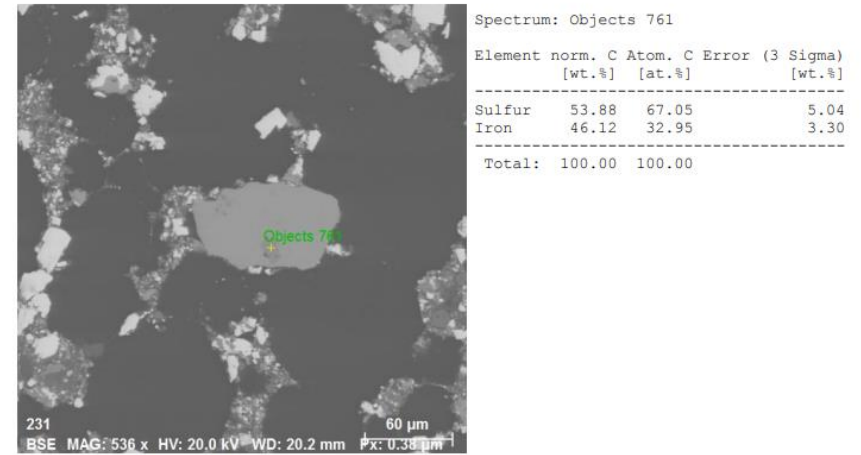 Spectrum: Objects 761
Element norm. C Atom. C Error (3 Sigma)
[wt.%] [at.%] [wt.%]
-----------------------------------------
Sulfur 53.88 67.05 5.04
Iron 46.12 32.95 3.30
-----------------------------------------
Total: 100.00 100.00
Objects 761
231
60 µm
BSE MAG: 536 x HV: 20.0 kV WD: 20.2 mm Px: 0.38 µm